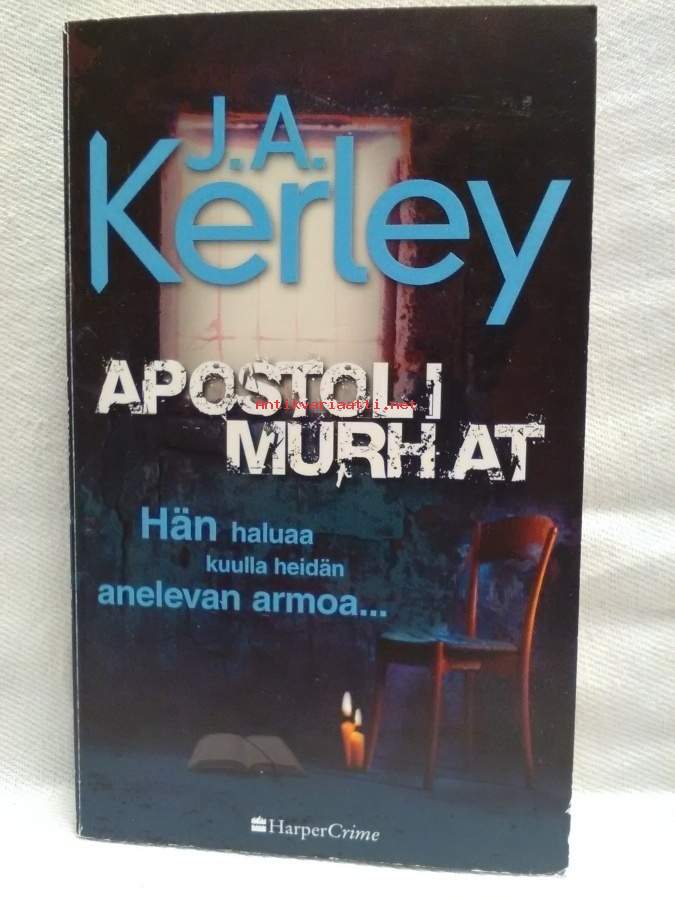 J.A.
Kerley
APOSTOLI
antikvariaatti.net
MURHAT
Hän haluaa
kuulla heidän
anelevan armoa...
HarperCrime